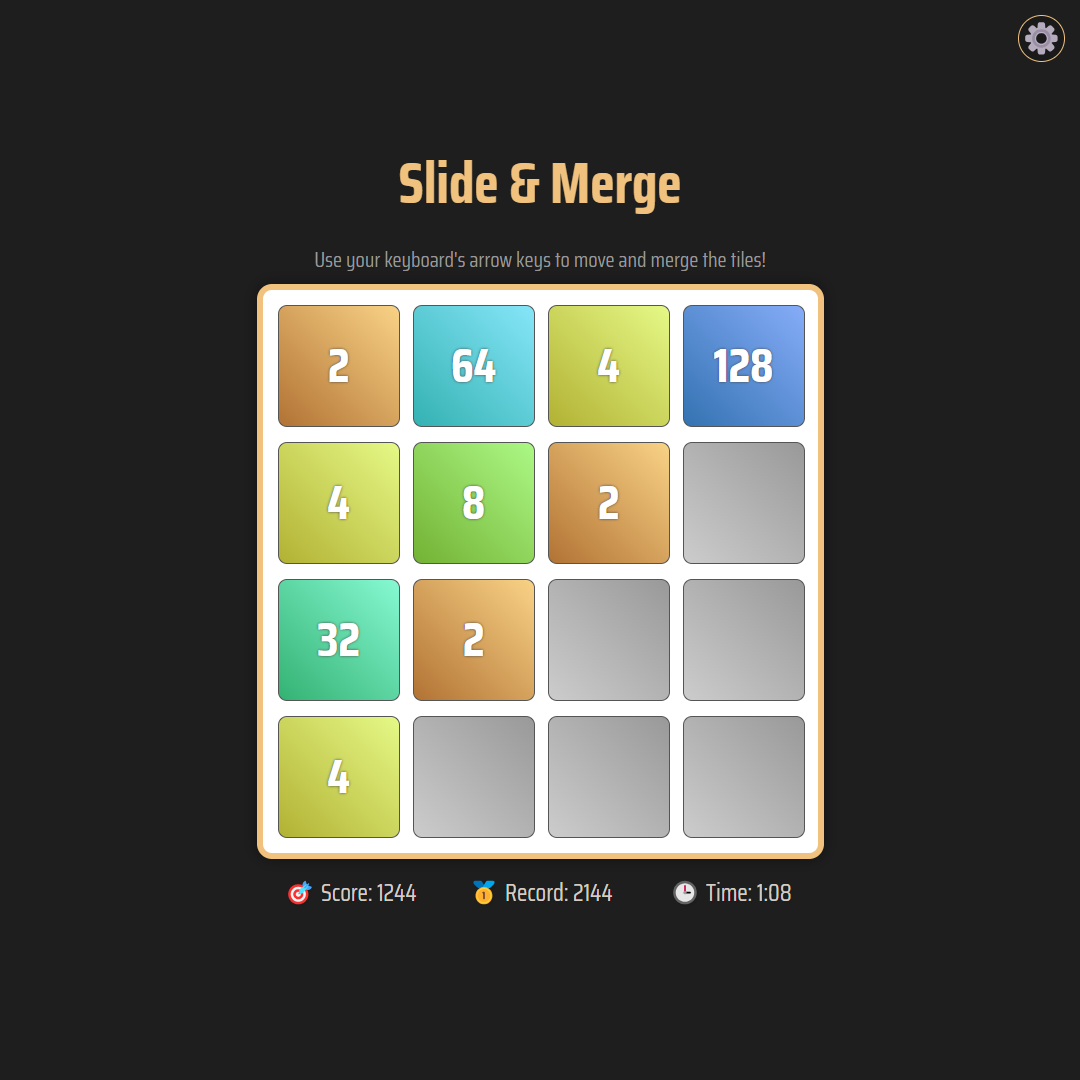 Slide & Merge
Use your keyboard's arrow keys to move and merge the tiles!
2 64 4 128
4 8 2
32 2
4
Score: 1244 Record: 2144 Time: 1:08